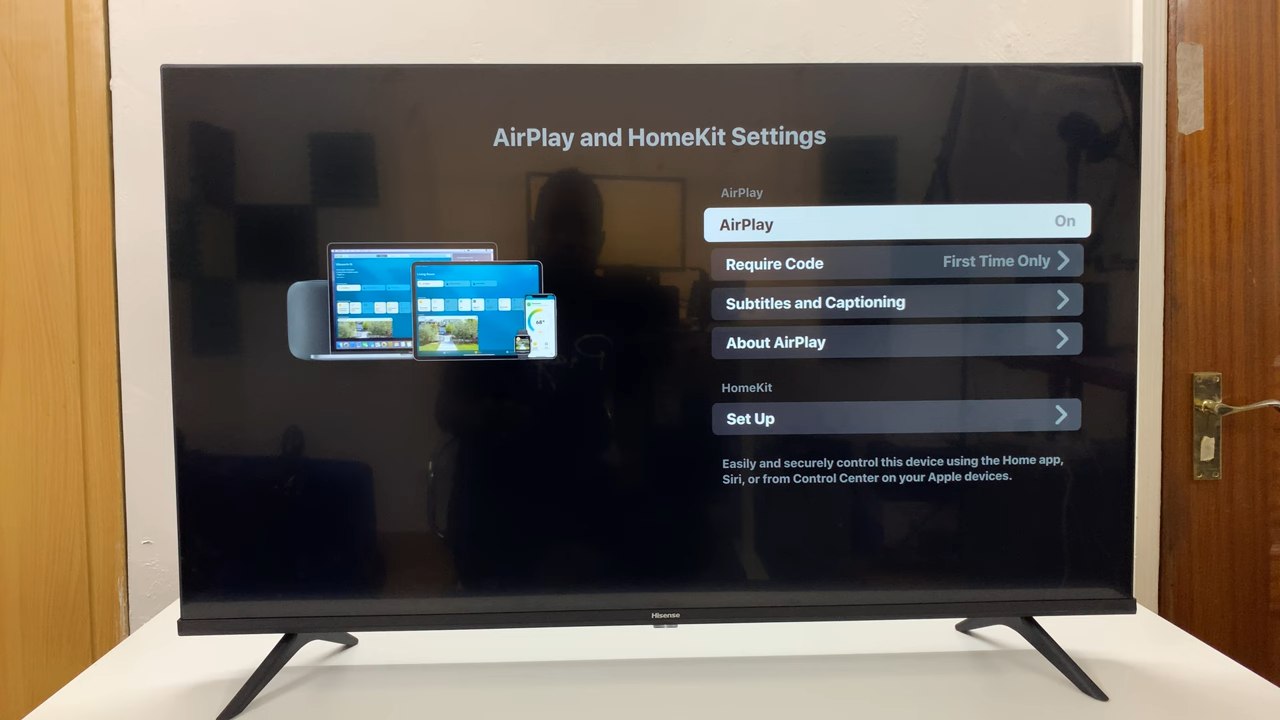 AirPlay and HomeKit Settings
AirPlay
AirPlay On
Require Code First Time Only
Subtitles and Captioning
About AirPlay
HomeKit
Set Up
Easily and securely control this device using the Home app,
Siri, or from Control Center on your Apple devices.
Hisense